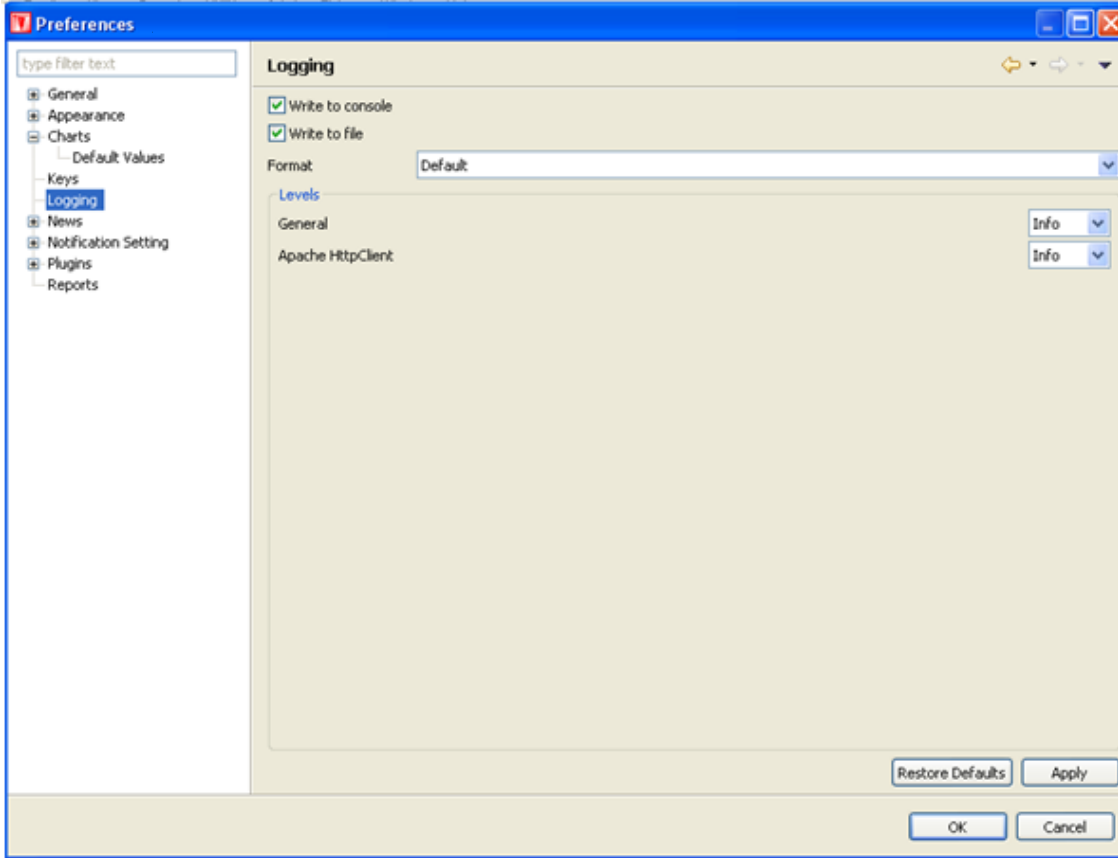 Preferences
type filter text
General
Appearance
Charts
Default Values
Keys
Logging
News
Notification Setting
Plugins
Reports
Logging
Write to console
Write to file
Format Default
Levels
General Info
Apache HttpClient Info
Restore Defaults Apply
OK Cancel